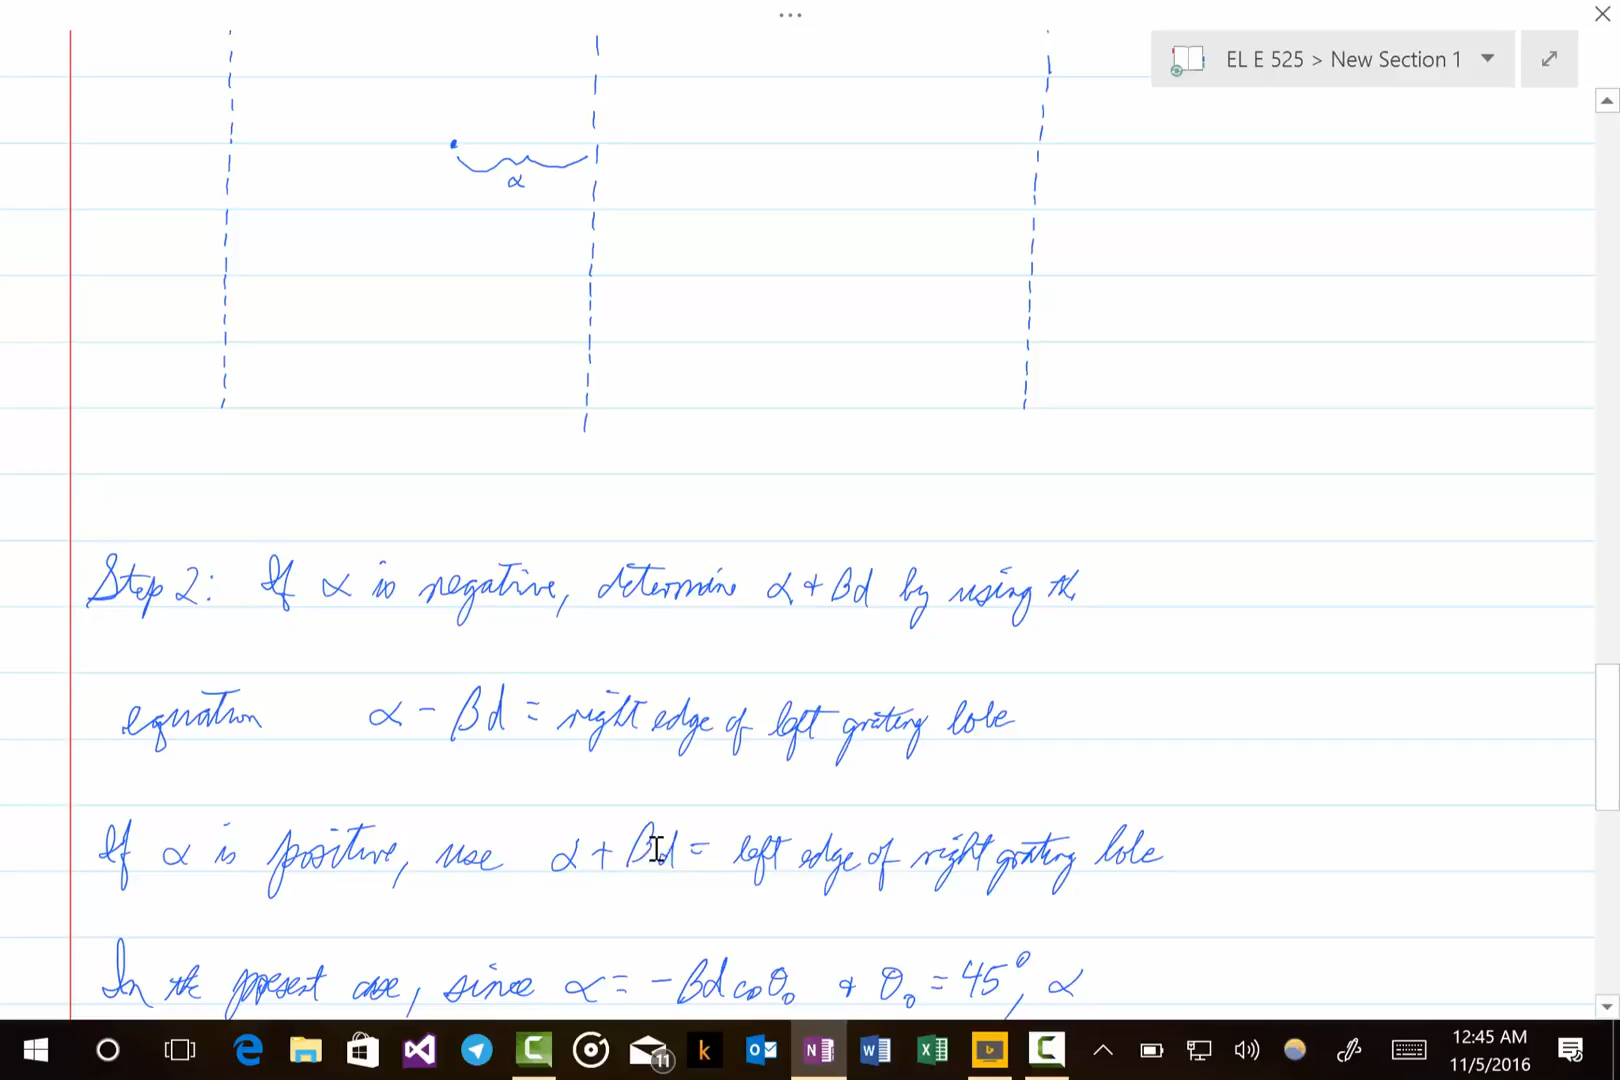 ...
EL E 525 > New Section 1
α
Step 2: If α is negative, determine α + βd by using the
equation α - βd = right edge of left grating lobe
If α is positive, use α + βd = left edge of right grating lobe
In the present case, since α = -βd cos θ₀ + θ₀ = 45°, α
11
12:45 AM
11/5/2016